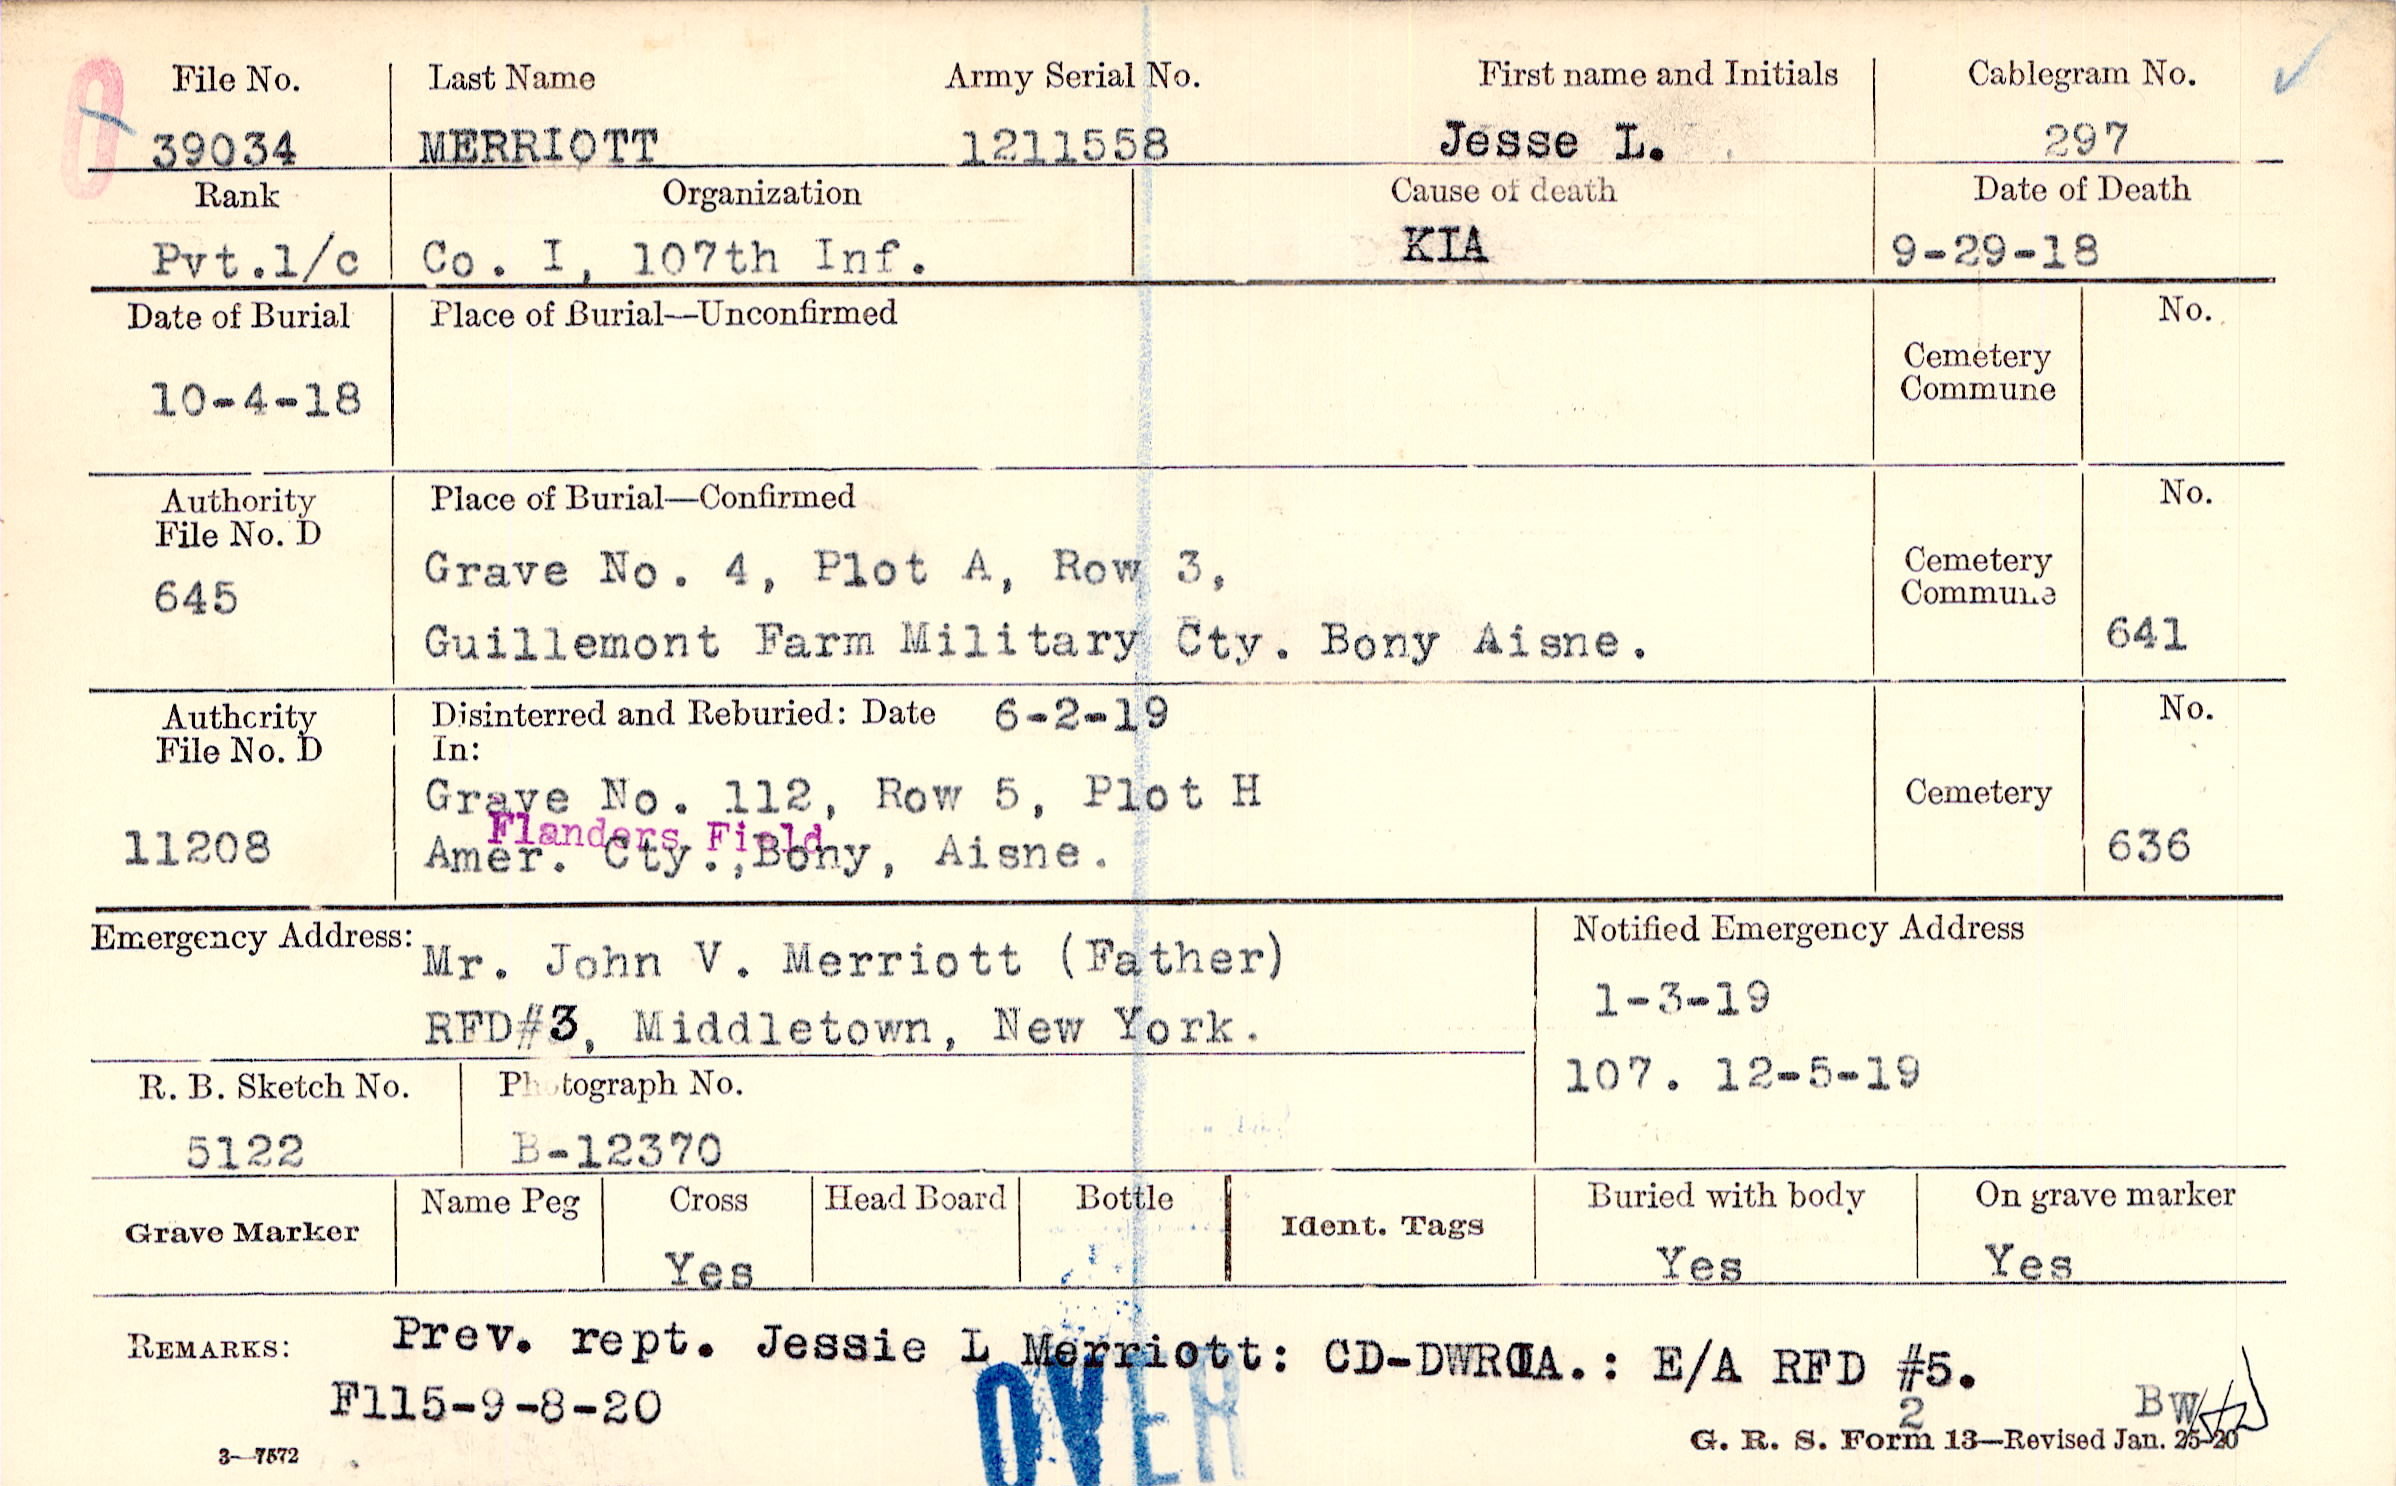 File No. Last Name Army Serial No. First name and Initials Cablegram No.
39034 MERRIOTT 1211558 Jesse L. 297
Rank Organization Cause of death Date of Death
Pvt.1/c Co. I, 107th Inf. KIA 9-29-18
Date of Burial Place of Burial—Unconfirmed No.
Cemetery
Commune
10-4-18
Authority Place of Burial—Confirmed No.
File No. D
Grave No. 4, Plot A, Row 3, Cemetery
645 Commune
Guillemont Farm Military Cty. Bony Aisne. 641
Authority Disinterred and Reburied: Date 6-2-19 No.
File No. D In:
Grave No. 112, Row 5, Plot H Cemetery
Flanders Field
11208 Amer. Cty., Bony, Aisne. 636
Emergency Address: Notified Emergency Address
Mr. John V. Merriott (Father)
1-3-19
RFD#3, Middletown, New York.
R. B. Sketch No. Photograph No. 107. 12-5-19
5122 B-12370
Grave Marker Name Peg Cross Head Board Bottle Ident. Tags Buried with body On grave marker
Yes Yes Yes
REMARKS: Prev. rept. Jessie L Merriott: CD-DWRIA.: E/A RFD #5.
F115-9-8-20 2 BW
OVER
3—7572 G. R. S. Form 13—Revised Jan. 25-20